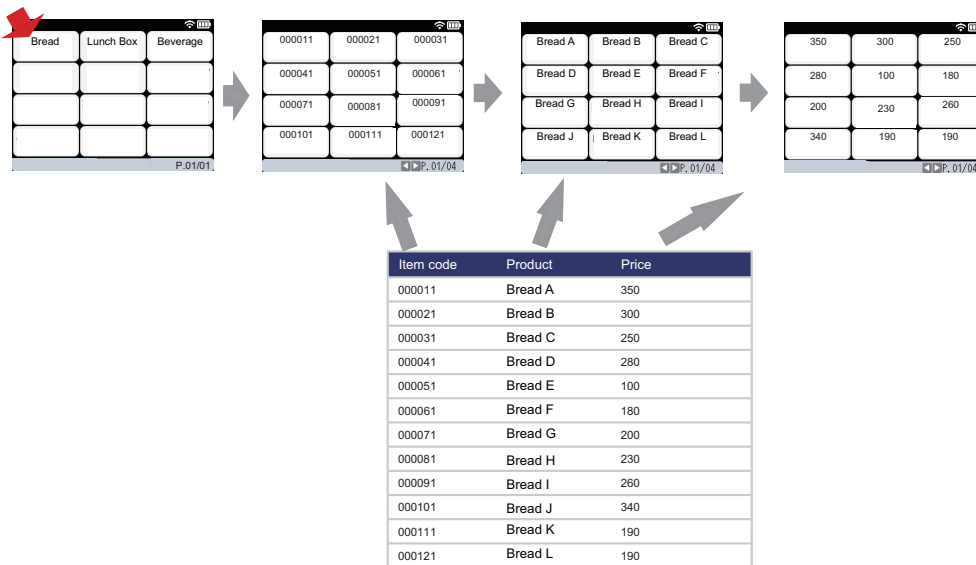 Bread Lunch Box Beverage
P.01/01
000011 000021 000031
000041 000051 000061
000071 000081 000091
000101 000111 000121
P. 01/04
Bread A Bread B Bread C
Bread D Bread E Bread F
Bread G Bread H Bread I
Bread J Bread K Bread L
P. 01/04
350 300 250
280 100 180
200 230 260
340 190 190
P. 01/04
Item code Product Price
000011 Bread A 350
000021 Bread B 300
000031 Bread C 250
000041 Bread D 280
000051 Bread E 100
000061 Bread F 180
000071 Bread G 200
000081 Bread H 230
000091 Bread I 260
000101 Bread J 340
000111 Bread K 190
000121 Bread L 190